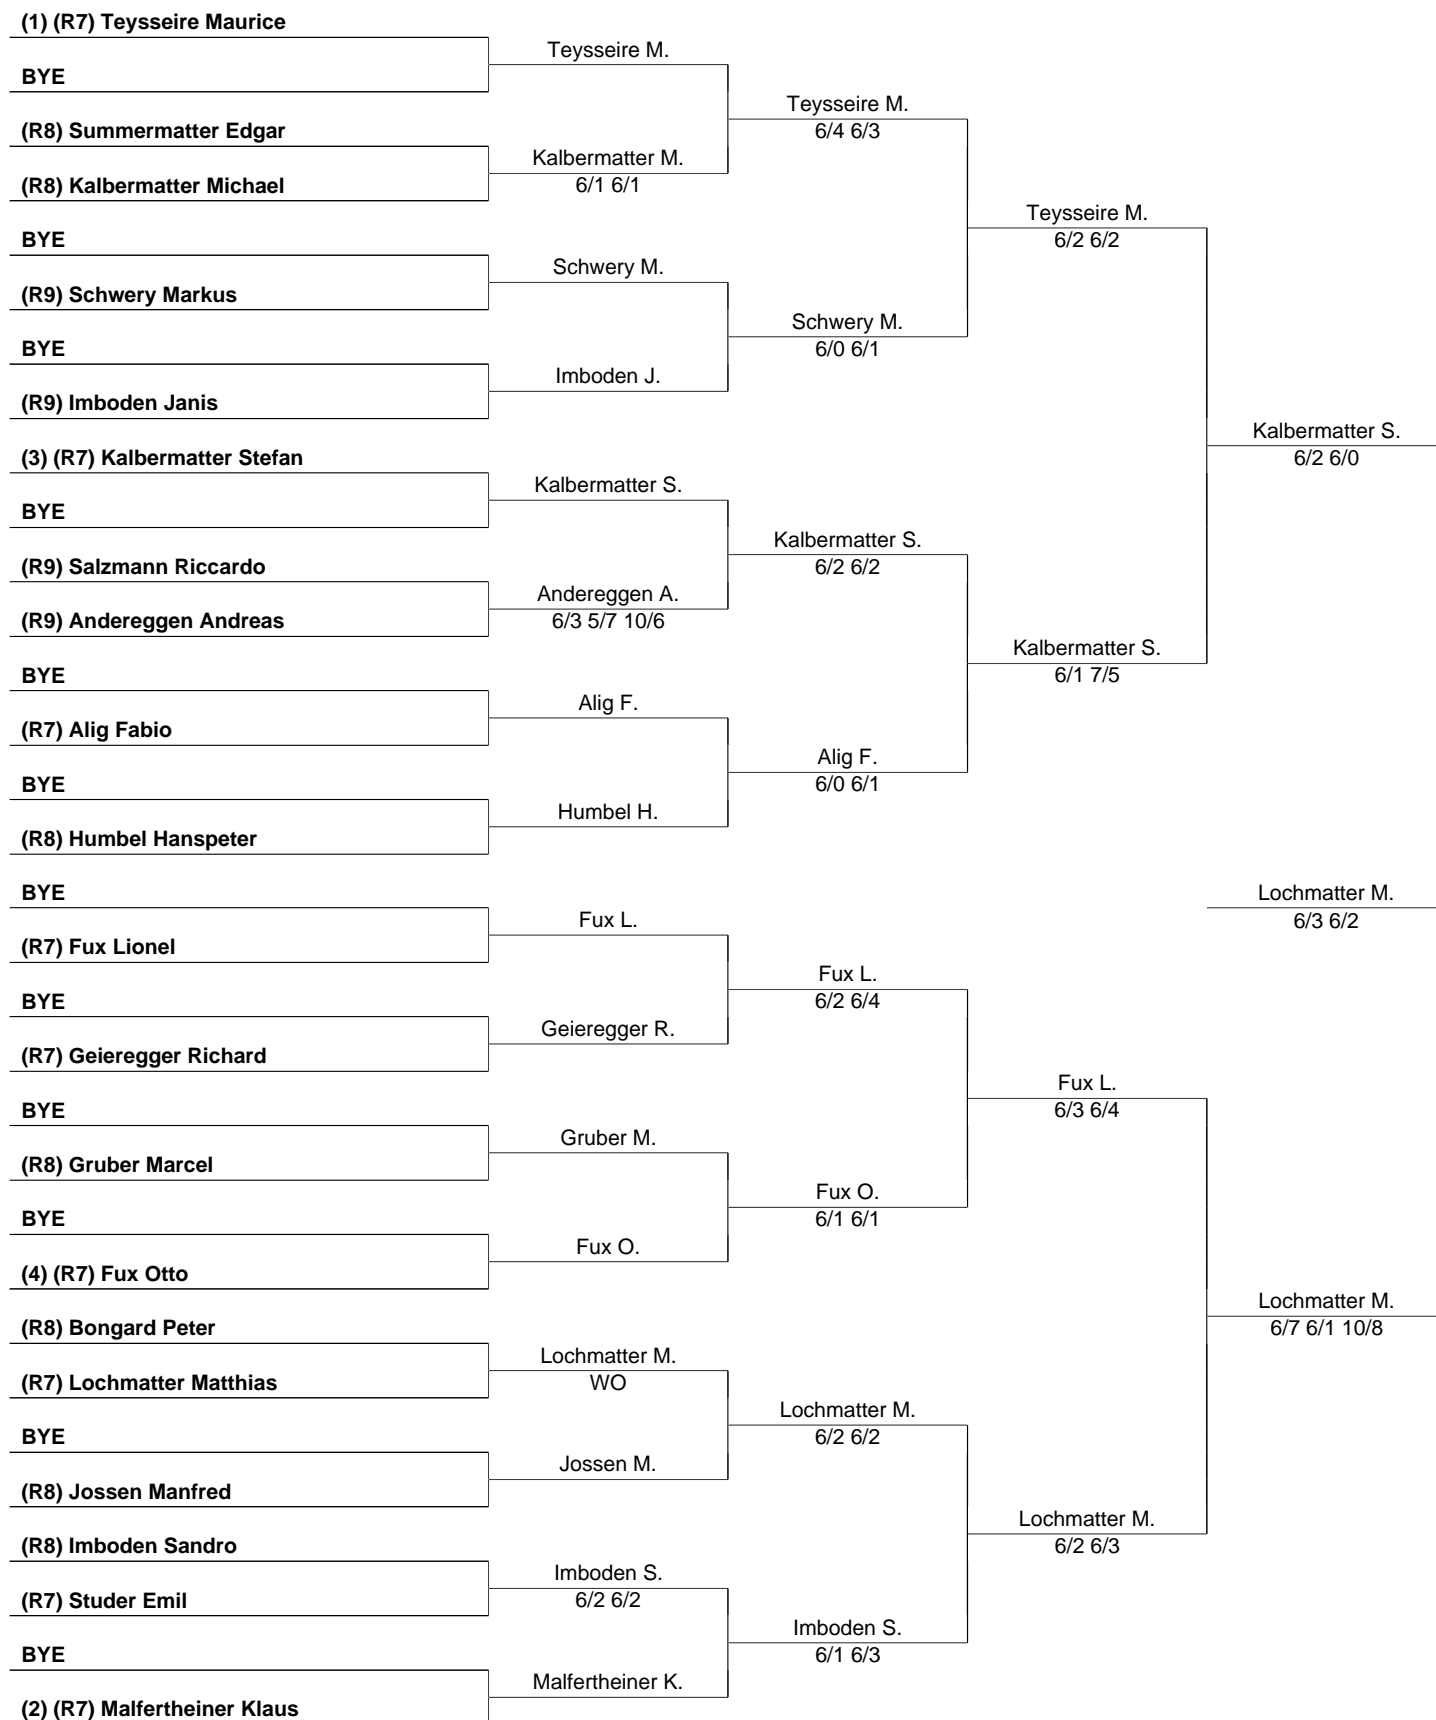 (1) (R7) Teysseire Maurice
BYE
(R8) Summermatter Edgar
(R8) Kalbermatter Michael
BYE
(R9) Schwery Markus
BYE
(R9) Imboden Janis
(3) (R7) Kalbermatter Stefan
BYE
(R9) Salzmann Riccardo
(R9) Andereggen Andreas
BYE
(R7) Alig Fabio
BYE
(R8) Humbel Hanspeter
BYE
(R7) Fux Lionel
BYE
(R7) Geieregger Richard
BYE
(R8) Gruber Marcel
BYE
(4) (R7) Fux Otto
(R8) Bongard Peter
(R7) Lochmatter Matthias
BYE
(R8) Jossen Manfred
(R8) Imboden Sandro
(R7) Studer Emil
BYE
(2) (R7) Malfertheiner Klaus
Teysseire M.
Kalbermatter M.
6/1 6/1
Schwery M.
Imboden J.
Kalbermatter S.
Andereggen A.
6/3 5/7 10/6
Alig F.
Humbel H.
Fux L.
Geieregger R.
Gruber M.
Fux O.
Lochmatter M.
WO
Jossen M.
Imboden S.
6/2 6/2
Malfertheiner K.
Teysseire M.
6/4 6/3
Schwery M.
6/0 6/1
Kalbermatter S.
6/2 6/2
Alig F.
6/0 6/1
Fux L.
6/2 6/4
Fux O.
6/1 6/1
Lochmatter M.
6/2 6/2
Imboden S.
6/1 6/3
Teysseire M.
6/2 6/2
Kalbermatter S.
6/1 7/5
Fux L.
6/3 6/4
Lochmatter M.
6/2 6/3
Kalbermatter S.
6/2 6/0
Lochmatter M.
6/3 6/2
Lochmatter M.
6/7 6/1 10/8